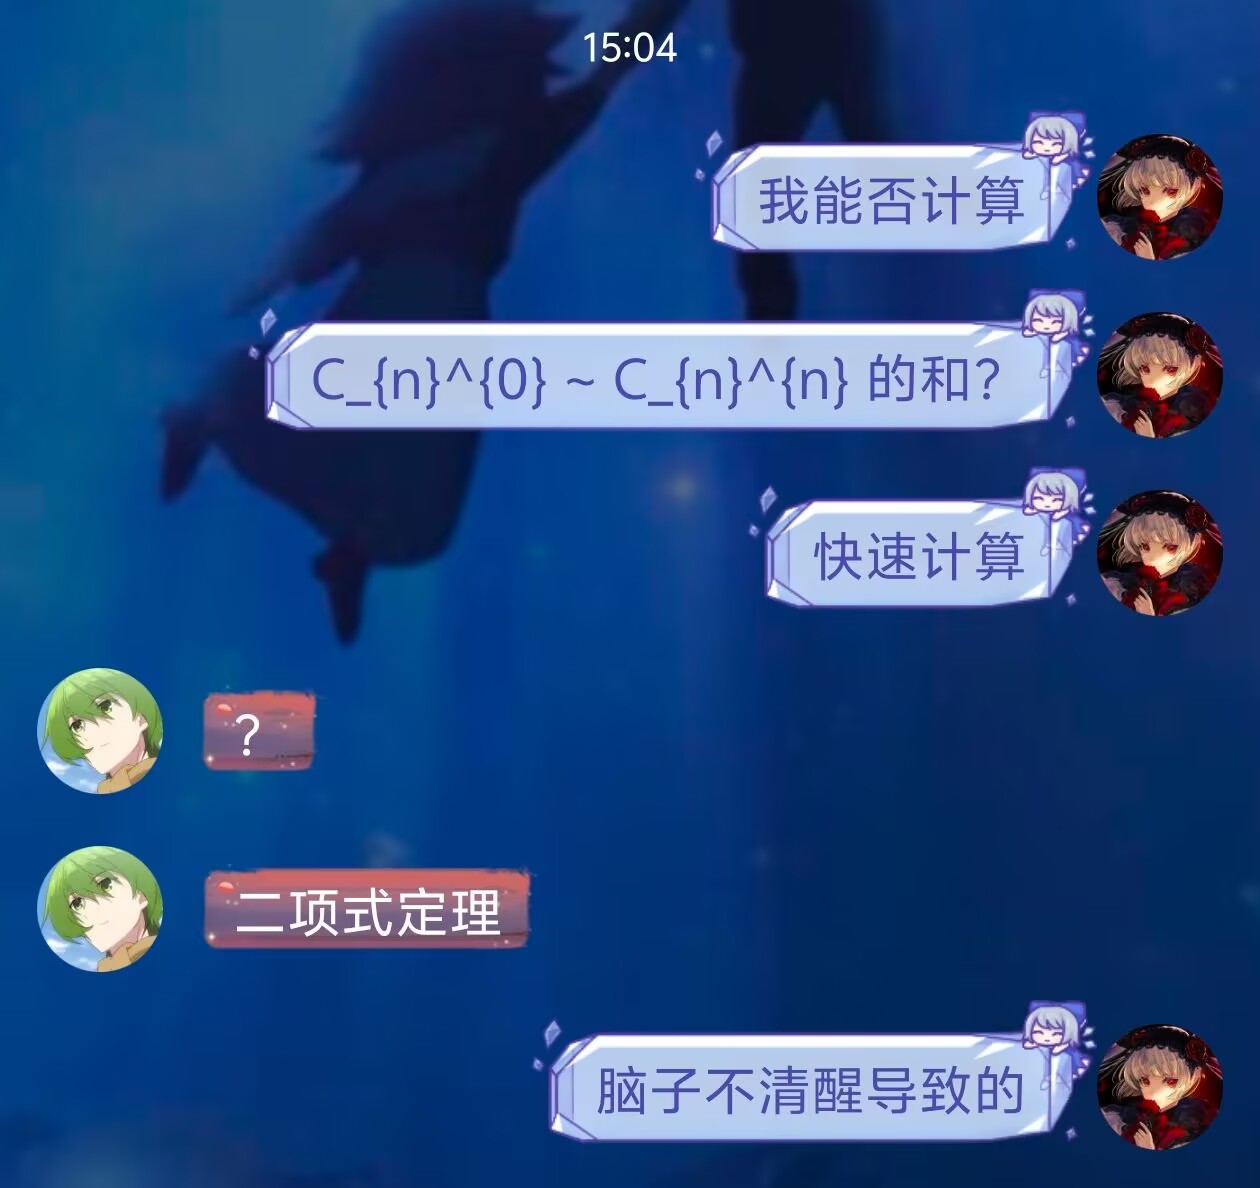 15:04
我能否计算
C_{n}^{0} ~ C_{n}^{n} 的和?
快速计算
?
二项式定理
脑子不清醒导致的